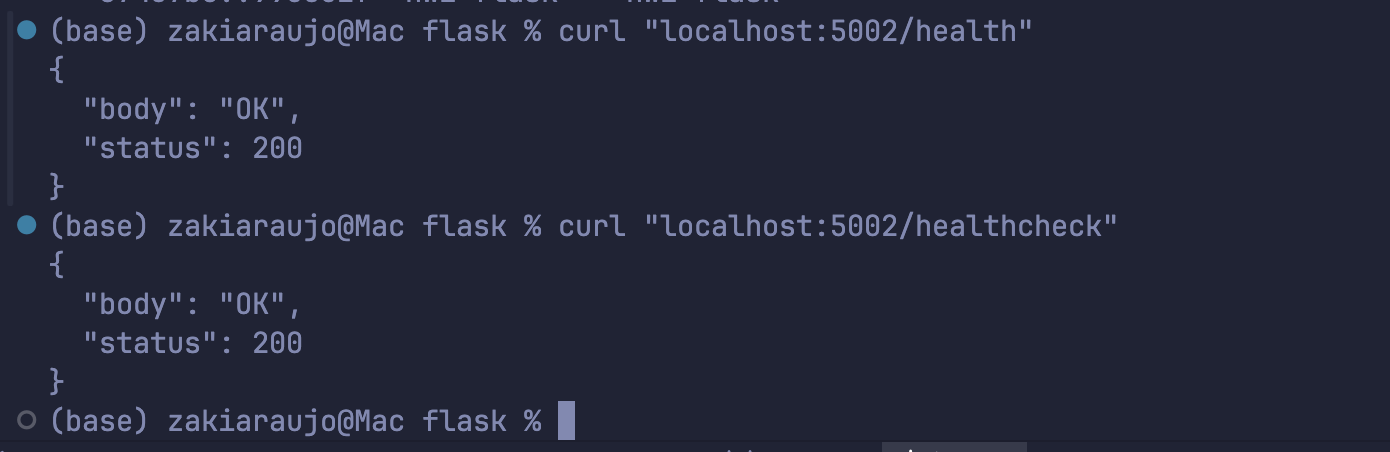 (base) zakiaraujo@Mac flask % curl "localhost:5002/health"
{
  "body": "OK",
  "status": 200
}
(base) zakiaraujo@Mac flask % curl "localhost:5002/healthcheck"
{
  "body": "OK",
  "status": 200
}
(base) zakiaraujo@Mac flask %